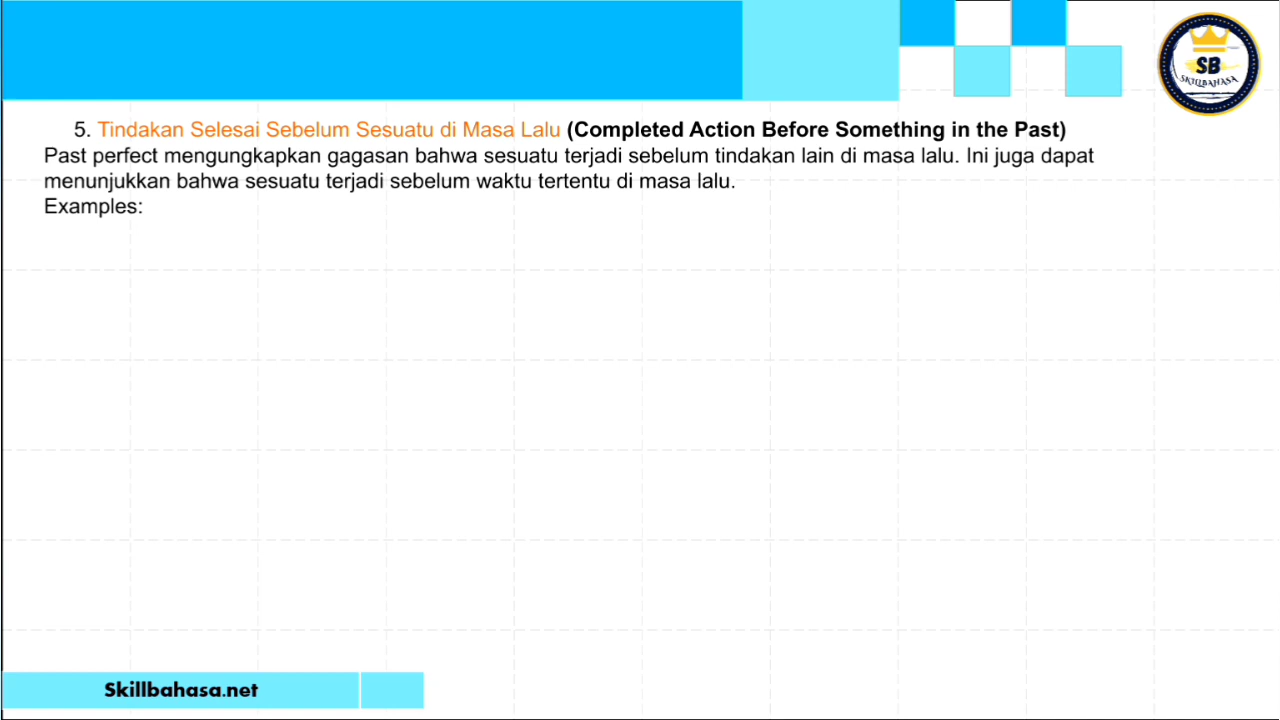 SB
SKILLBAHASA
5. Tindakan Selesai Sebelum Sesuatu di Masa Lalu (Completed Action Before Something in the Past)
Past perfect mengungkapkan gagasan bahwa sesuatu terjadi sebelum tindakan lain di masa lalu. Ini juga dapat
menunjukkan bahwa sesuatu terjadi sebelum waktu tertentu di masa lalu.
Examples:
Skillbahasa.net